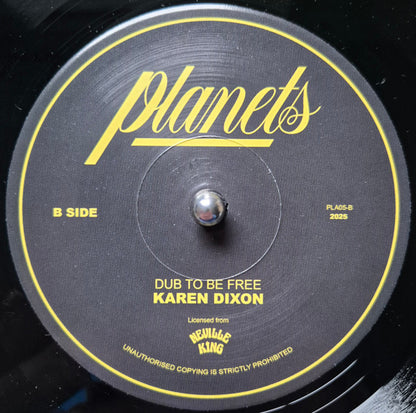 planets
B SIDE
PLA05-B
2025
DUB TO BE FREE
KAREN DIXON
Licensed from
NEVILLE
KING
UNAUTHORISED COPYING IS STRICTLY PROHIBITED